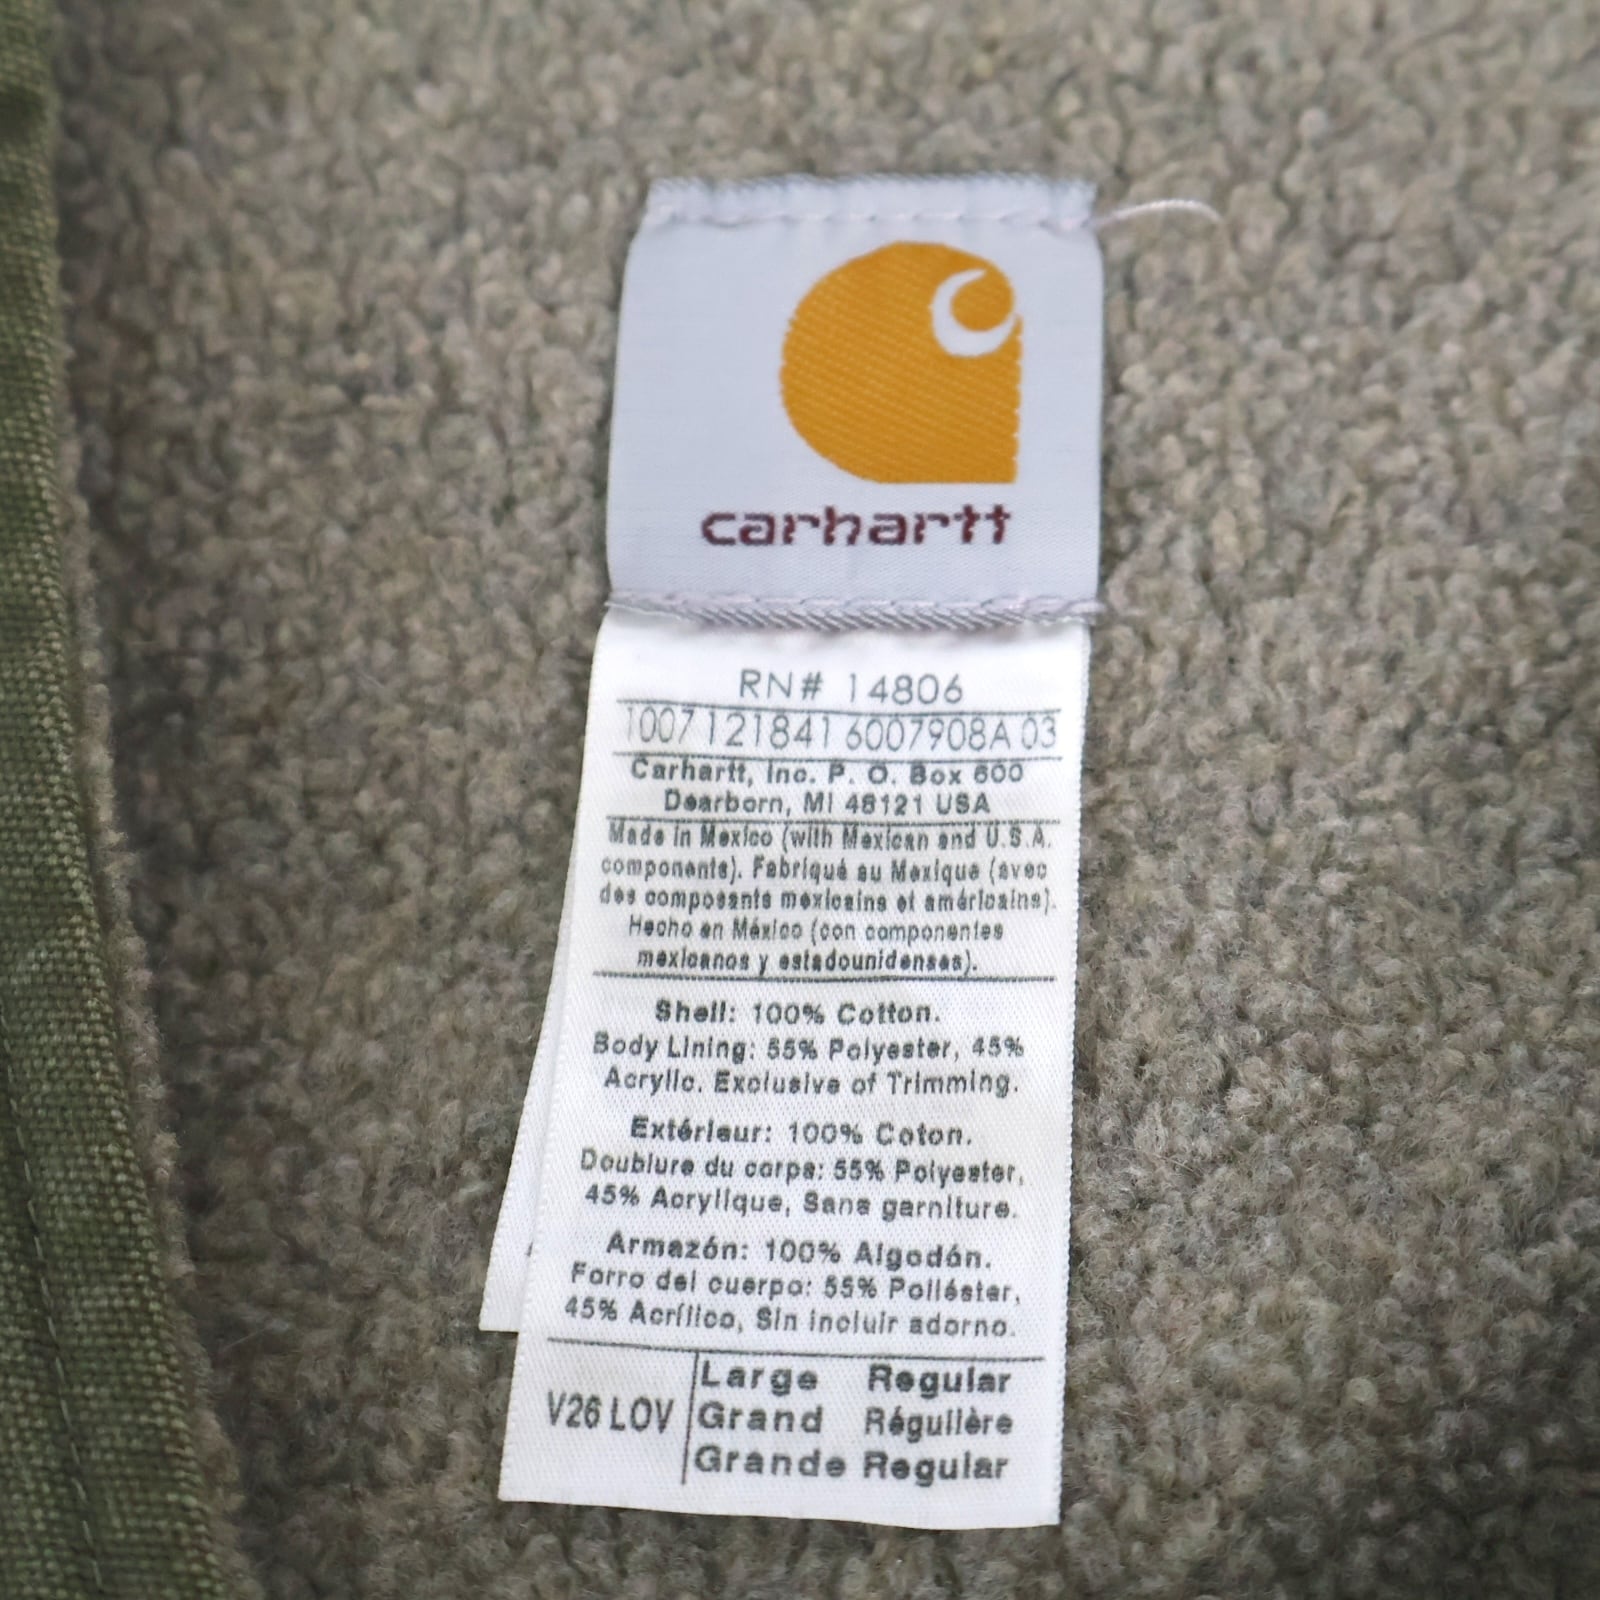 carhartt
RN# 14806
1007 121841 6007908A 03
Carhartt, Inc. P. O. Box 600
Dearborn, MI 48121 USA
Made in Mexico (with Mexican and U.S.A.
components). Fabriqué au Mexique (avec
des composants mexicains et américains).
Hecho en México (con componentes
mexicanos y estadounidenses).
Shell: 100% Cotton.
Body Lining: 55% Polyester, 45%
Acrylic. Exclusive of Trimming.
Extérieur: 100% Coton.
Doublure du corps: 55% Polyester,
45% Acrylique, Sans garniture.
Armazón: 100% Algodón.
Forro del cuerpo: 55% Poliéster,
45% Acrílico, Sin incluir adorno.
V26 LOV
Large Regular
Grand Régulière
Grande Regular